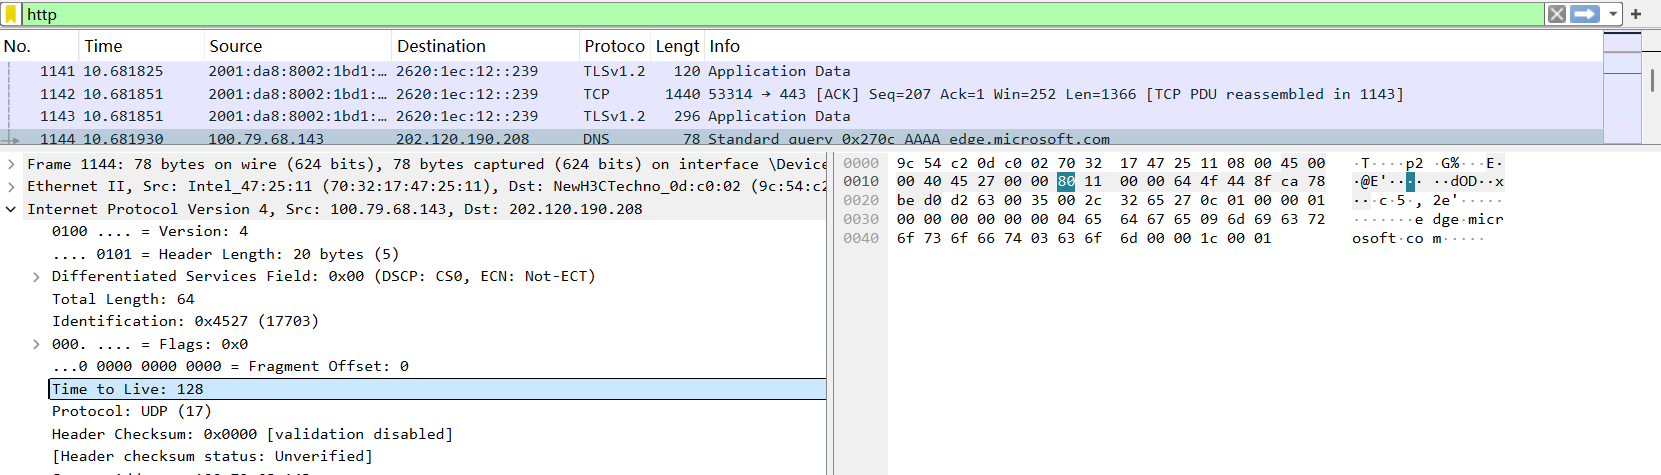 http
No. Time Source Destination Protoco Lengt Info
1141 10.681825 2001:da8:8002:1bd1:… 2620:1ec:12::239 TLSv1.2 120 Application Data
1142 10.681851 2001:da8:8002:1bd1:… 2620:1ec:12::239 TCP 1440 53314 → 443 [ACK] Seq=207 Ack=1 Win=252 Len=1366 [TCP PDU reassembled in 1143]
1143 10.681851 2001:da8:8002:1bd1:… 2620:1ec:12::239 TLSv1.2 296 Application Data
1144 10.681930 100.79.68.143 202.120.190.208 DNS 78 Standard query 0x270c AAAA edge.microsoft.com
Frame 1144: 78 bytes on wire (624 bits), 78 bytes captured (624 bits) on interface \Device
Ethernet II, Src: Intel_47:25:11 (70:32:17:47:25:11), Dst: NewH3CTechno_0d:c0:02 (9c:54:c2
Internet Protocol Version 4, Src: 100.79.68.143, Dst: 202.120.190.208
0100 .... = Version: 4
.... 0101 = Header Length: 20 bytes (5)
Differentiated Services Field: 0x00 (DSCP: CS0, ECN: Not-ECT)
Total Length: 64
Identification: 0x4527 (17703)
000. .... = Flags: 0x0
...0 0000 0000 0000 = Fragment Offset: 0
Time to Live: 128
Protocol: UDP (17)
Header Checksum: 0x0000 [validation disabled]
[Header checksum status: Unverified]
0000 9c 54 c2 0d c0 02 70 32 17 47 25 11 08 00 45 00 ·T····p2 ·G%···E·
0010 00 40 45 27 00 00 80 11 00 00 64 4f 44 8f ca 78 ·@E'···· ··dOD··x
0020 be d0 d2 63 00 35 00 2c 32 65 27 0c 01 00 00 01 ···c·5·, 2e'·····
0030 00 00 00 00 00 00 04 65 64 67 65 09 6d 69 63 72 ·······e dge·micr
0040 6f 73 6f 66 74 03 63 6f 6d 00 00 1c 00 01 osoft·co m·····